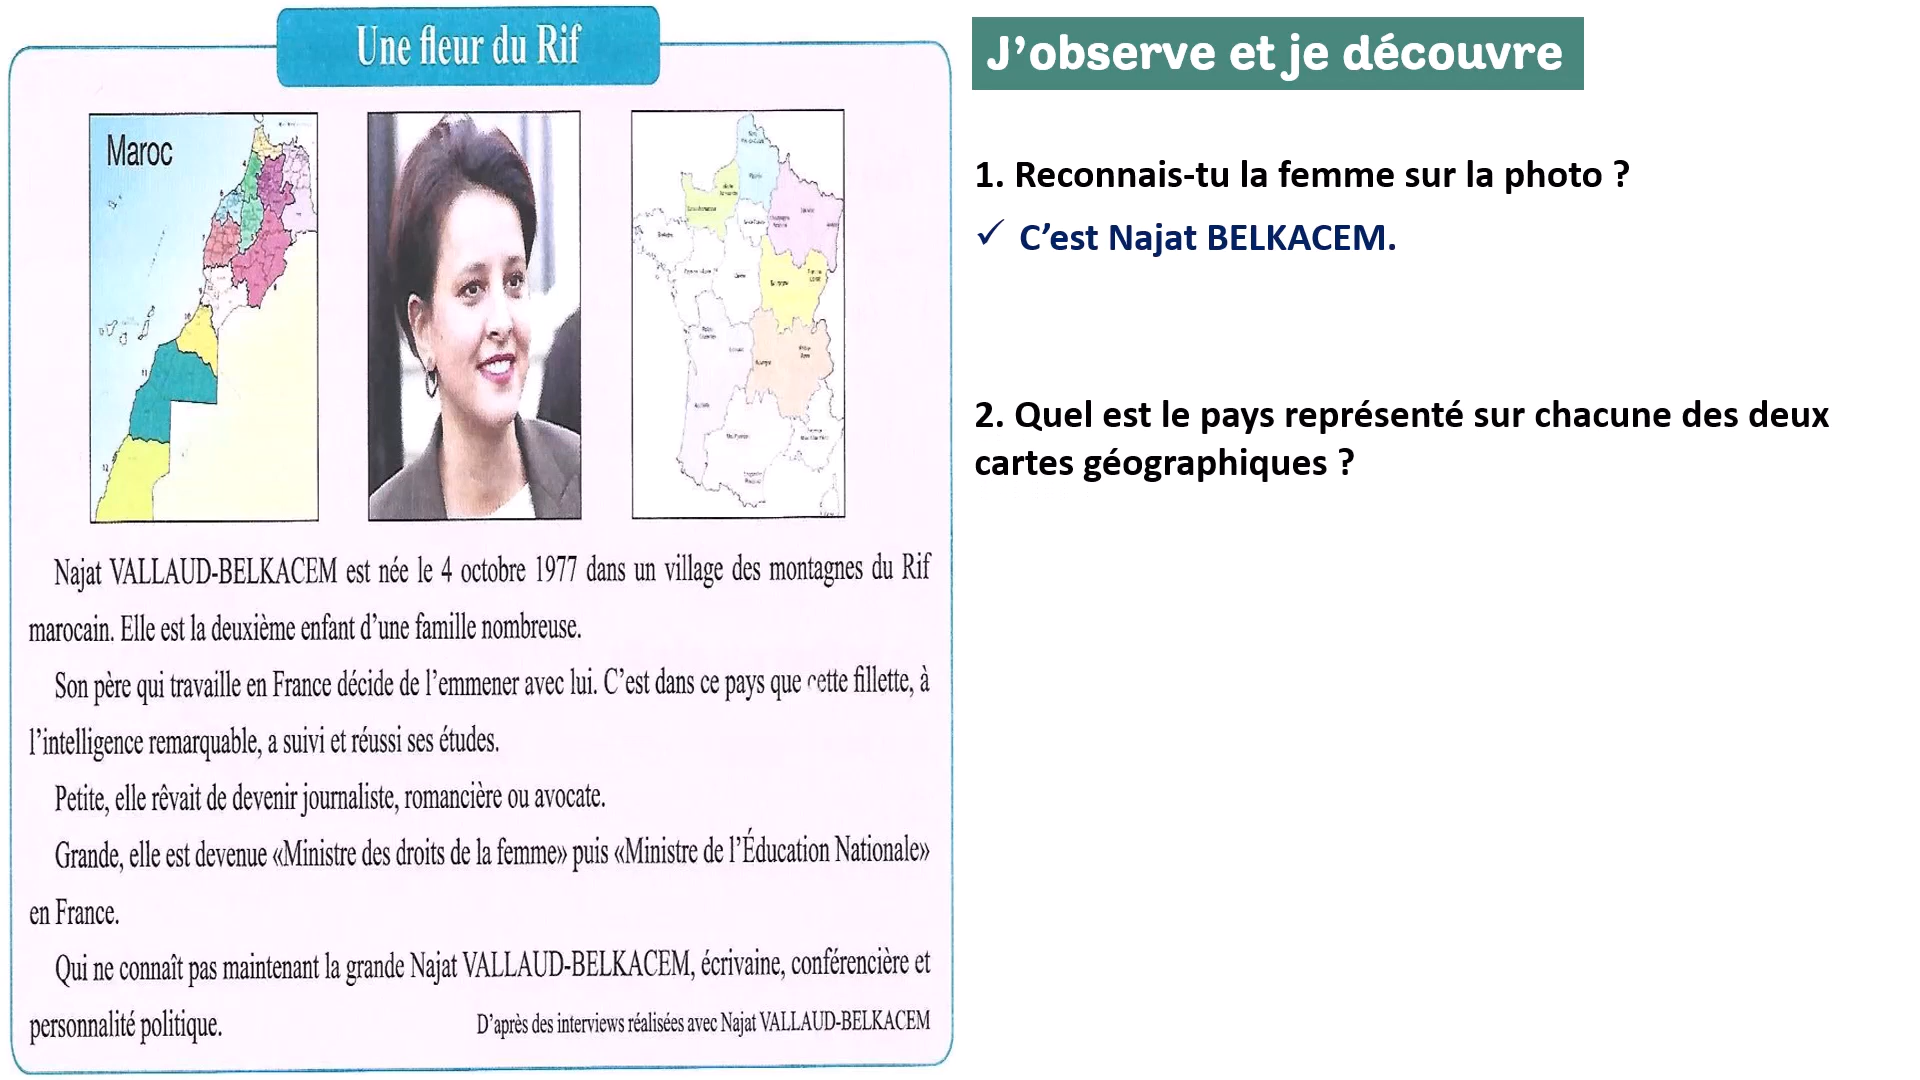 Une fleur du Rif
Maroc
Najat VALLAUD-BELKACEM est née le 4 octobre 1977 dans un village des montagnes du Rif
marocain. Elle est la deuxième enfant d’une famille nombreuse.
Son père qui travaille en France décide de l’emmener avec lui. C’est dans ce pays que cette fillette, à
l’intelligence remarquable, a suivi et réussi ses études.
Petite, elle rêvait de devenir journaliste, romancière ou avocate.
Grande, elle est devenue «Ministre des droits de la femme» puis «Ministre de l’Éducation Nationale»
en France.
Qui ne connaît pas maintenant la grande Najat VALLAUD-BELKACEM, écrivaine, conférencière et
personnalité politique.
D’après des interviews réalisées avec Najat VALLAUD-BELKACEM
J’observe et je découvre
1. Reconnais-tu la femme sur la photo ?
✓ C’est Najat BELKACEM.
2. Quel est le pays représenté sur chacune des deux
cartes géographiques ?